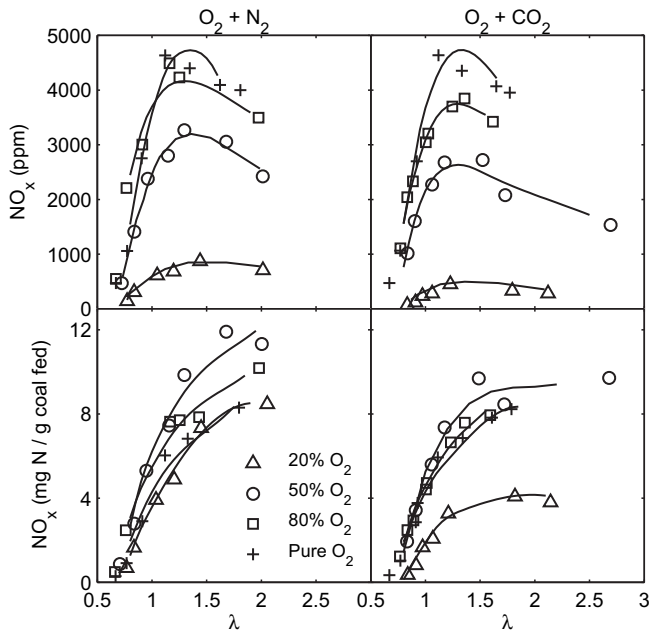 O2 + N2
O2 + CO2
5000
4000
3000
2000
1000
0
NOx (ppm)
12
8
4
0
NOx (mg N / g coal fed)
20% O2
50% O2
80% O2
Pure O2
0.5 1 1.5 2 0.5 1 1.5 2 2.5 3
λ λ